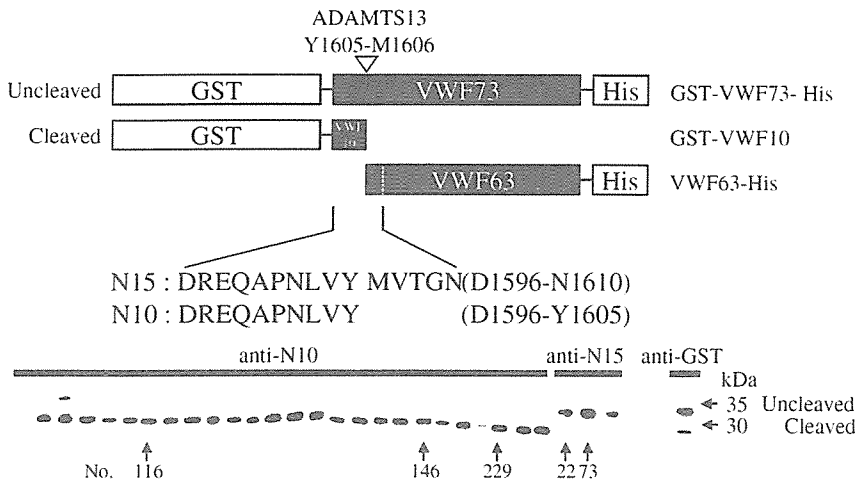 ADAMTS13
Y1605-M1606
Uncleaved GST VWF73 His GST-VWF73- His
Cleaved GST VWF 10 GST-VWF10
VWF63 His VWF63-His
N15 : DREQAPNLVY MVTGN(D1596-N1610)
N10 : DREQAPNLVY (D1596-Y1605)
anti-N10 anti-N15 anti-GST
kDa
35 Uncleaved
30 Cleaved
No. 116 146 229 22 73